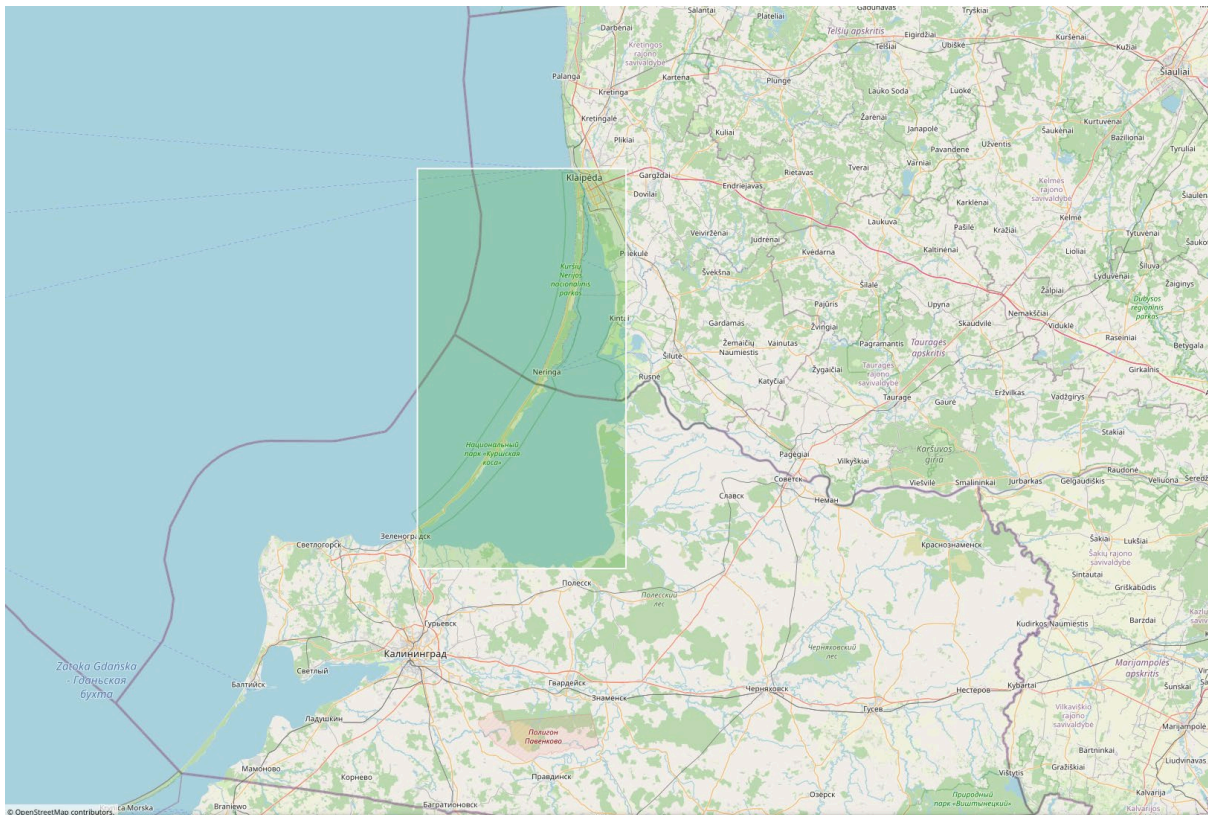 Salantai
Plateliai
Gadūnavas
Tryškiai
Darbėnai
Telšių apskritis
Eigirdžiai
Kuršėnai
Kretingos
rajono
savivaldybė
Telšiai
Ubiškė
Kužiai
Palanga
Kartena
Plungė
Šiauliai
Kretinga
Lauko Soda
Luokė
Kretingalė
Žarėnai
Kurtuvėnai
Kuliai
Janapolė
Šaukėnai
Bazilionai
Plikiai
Pavandenė
Užventis
Tyruliai
Tverai
Varniai
Klaipėda
Gargždai
Rietavas
Endriejavas
Kelmės
rajono
savivaldybė
Dovilai
Karklėnai
Kelmė
Laukuva
Pašilė
Kražiai
Veiviržėnai
Judrėnai
Tytuvėnai
Priekulė
Kvėdarna
Kaltinėnai
Lioliai
Kuršių
Nerijos
nacionalinis
parkas
Švėkšna
Šiluva
Lyduvėnai
Šilalė
Žaiginys
Žalpiai
Pajūris
Upyna
Dubysos
regioninis
parkas
Kintai
Gardamas
Žvingiai
Skaudvilė
Nemakščiai
Viduklė
Raseiniai
Žemaičių
Naumiestis
Vainutas
Pagramantis
Tauragės
apskritis
Betygala
Šilutė
Neringa
Rusnė
Katyčiai
Žygaičiai
Tauragės
rajono
savivaldybė
Girkalnis
Tauragė
Gaurė
Eržvilkas
Vadžgirys
Национальный
парк «Куршская
коса»
Stakiai
Karšuvos
giria
Pagėgiai
Vilkyškiai
Raudonė
Советск
Viešvilė
Smalininkai
Jurbarkas
Gelgaudiškis
Veliuona
Славск
Неман
Зеленоградск
Светлогорск
Краснознаменск
Šakiai
Lukšiai
Šakių rajono
savivaldybė
Sintautai
Griškabūdis
Полесск
Полесский
лес
Гурьевск
Kudirkos Naumiestis
Barzdai
Калининград
Черняховский
лес
Zatoka Gdańska
- Гданьская
бухта
Светлый
Marijampolės
apskritis
Балтийск
Гвардейск
Знаменск
Черняховск
Нестеров
Kybartai
Šunskai
Гусев
Ладушкин
Vilkaviškio
rajono
savivaldybė
Marijampolė
Полигон
Павенково
Bartninkai
Мамоново
Корнево
Правдинск
Vištytis
Gražiškiai
Liudvinavas
La Morska
Braniewo
Багратионовск
Озёрск
Природный
парк «Виштынецкий»
Kalvarija
Kalvarijos
© OpenStreetMap contributors.